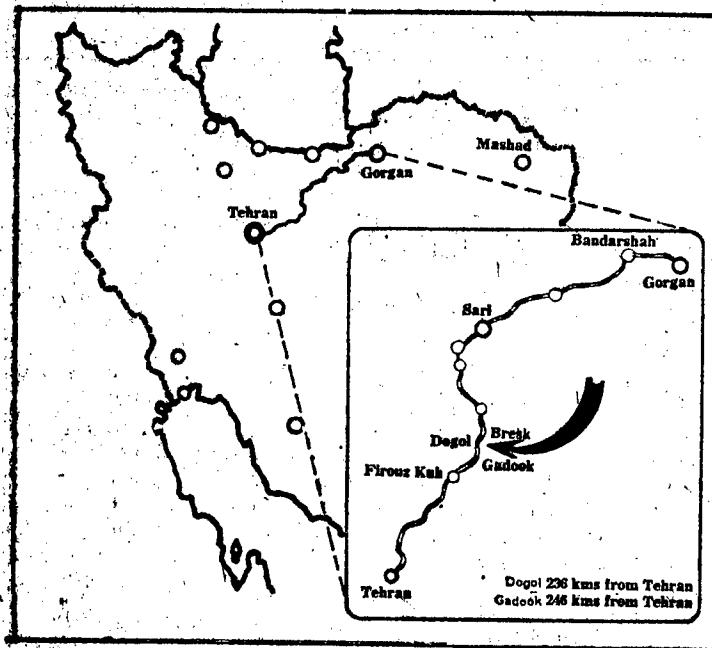 Mashad
Gorgan
Tehran
Bandarshah
Gorgan
Sari
Break
Dogol
Gadook
Firouz Kuh
Tehran
Dogol 236 kms from Tehran
Gadook 246 kms from Tehran